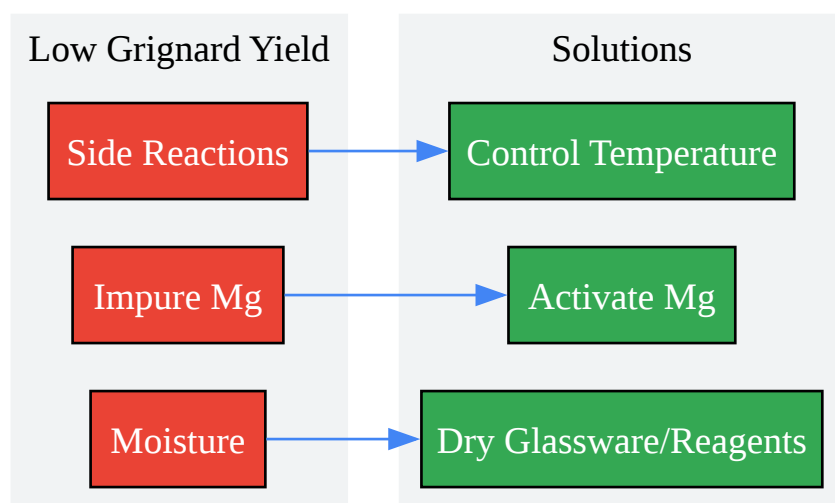 Low Grignard Yield
Solutions
Side Reactions
Control Temperature
Impure Mg
Activate Mg
Moisture
Dry Glassware/Reagents